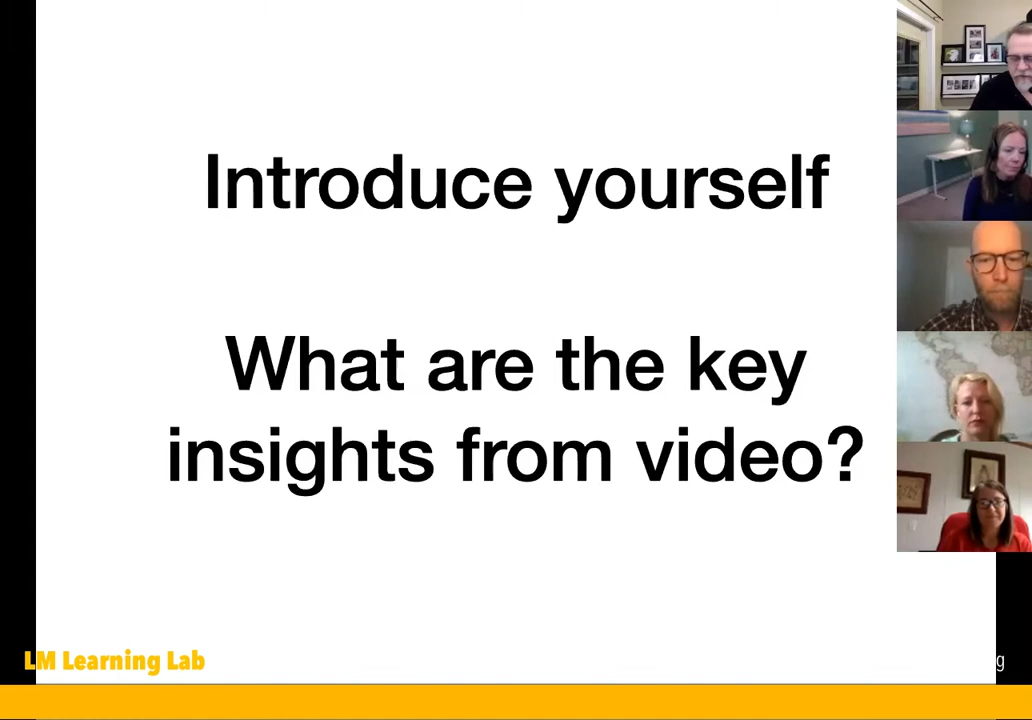 Introduce yourself
What are the key
insights from video?
LM Learning Lab
g